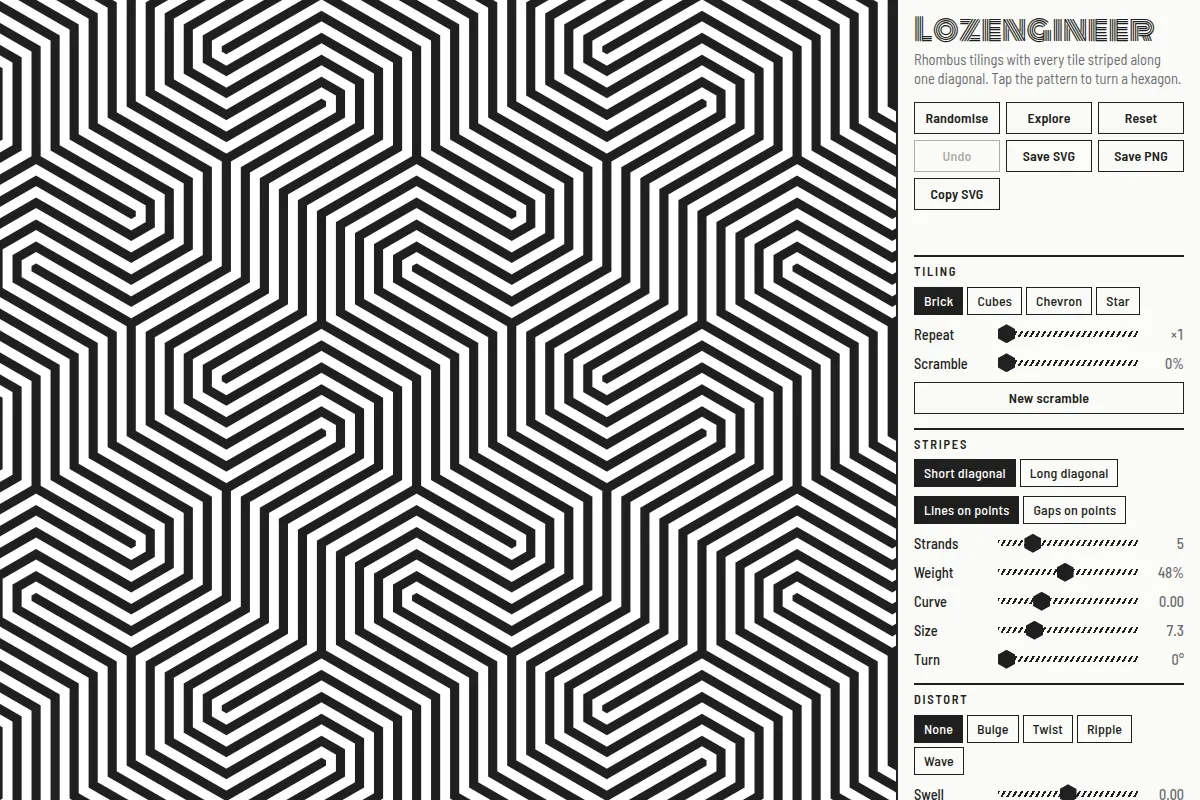 LOZENGINEER
Rhombus tilings with every tile striped along
one diagonal. Tap the pattern to turn a hexagon.
Randomise Explore Reset
Undo Save SVG Save PNG
Copy SVG
TILING
Brick Cubes Chevron Star
Repeat ×1
Scramble 0%
New scramble
STRIPES
Short diagonal Long diagonal
Lines on points Gaps on points
Strands 5
Weight 48%
Curve 0.00
Size 7.3
Turn 0°
DISTORT
None Bulge Twist Ripple
Wave
Swell 0.00